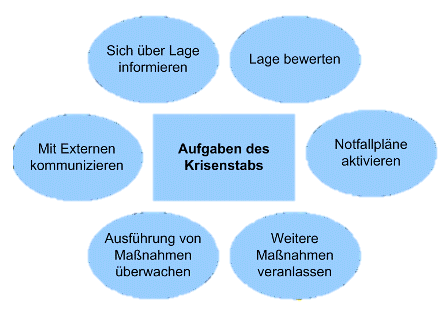 Sich über Lage
informieren
Lage bewerten
Mit Externen
kommunizieren
Aufgaben des
Krisenstabs
Notfallpläne
aktivieren
Ausführung von
Maßnahmen
überwachen
Weitere
Maßnahmen
veranlassen